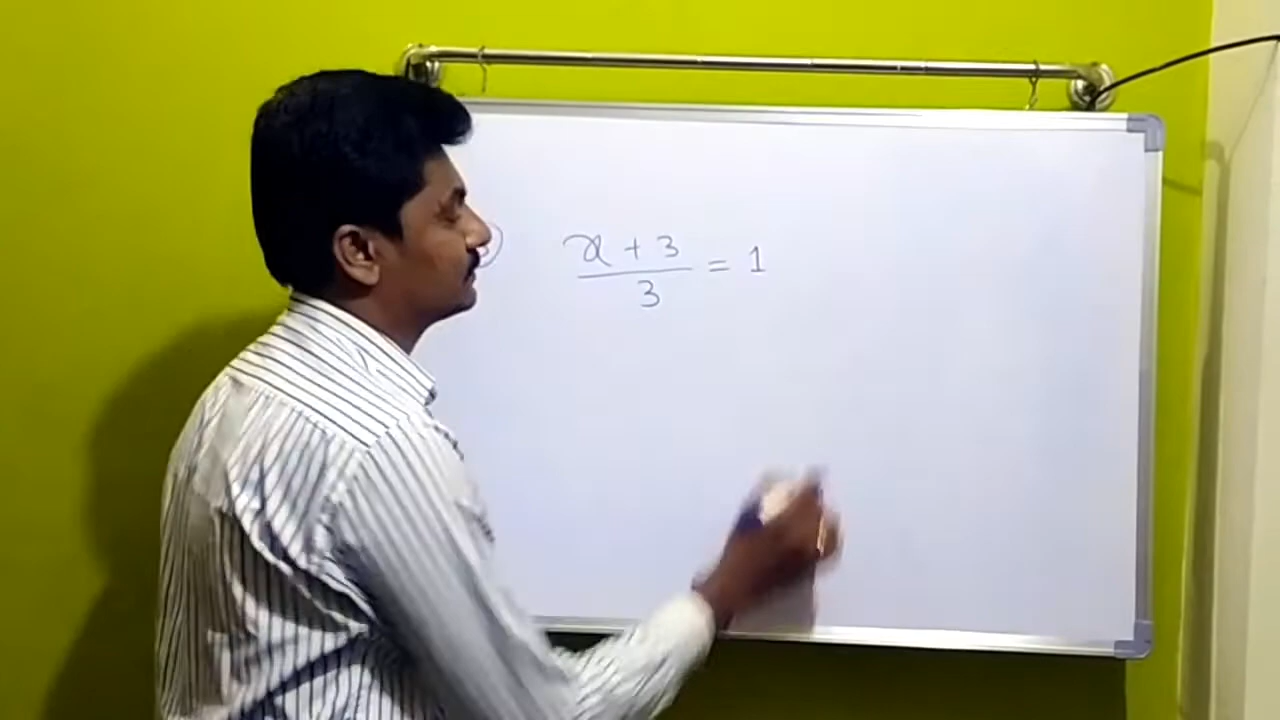 x + 3
--- = 1
3